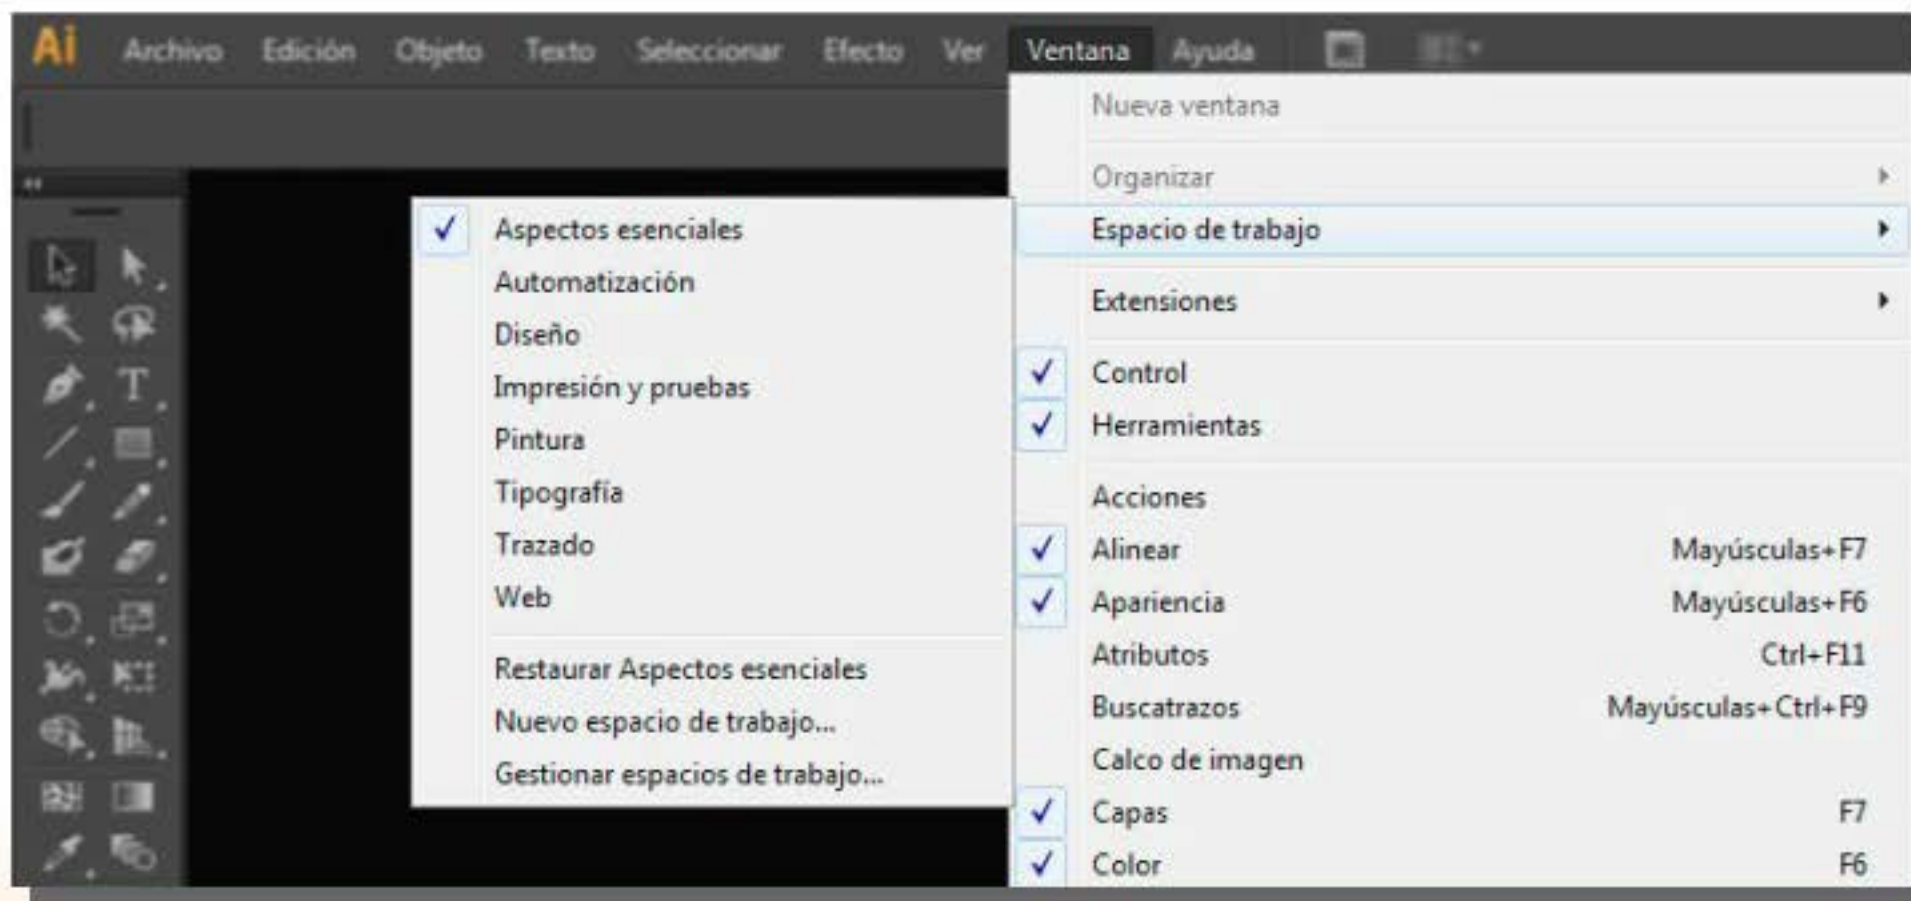 Ai Archivo Edición Objeto Texto Seleccionar Efecto Ver Ventana Ayuda
Nueva ventana
Organizar
Espacio de trabajo
Extensiones
Control
Herramientas
Acciones
Alinear Mayúsculas+F7
Apariencia Mayúsculas+F6
Atributos Ctrl+F11
Buscatrazos Mayúsculas+Ctrl+F9
Calco de imagen
Capas F7
Color F6
Aspectos esenciales
Automatización
Diseño
Impresión y pruebas
Pintura
Tipografía
Trazado
Web
Restaurar Aspectos esenciales
Nuevo espacio de trabajo...
Gestionar espacios de trabajo...
T